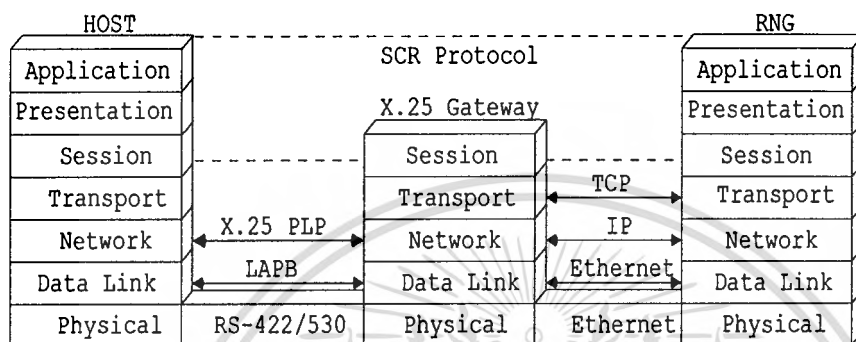 HOST RNG
SCR Protocol
Application Application
Presentation X.25 Gateway Presentation
Session Session Session
Transport Transport TCP Transport
Network X.25 PLP Network IP Network
Data Link LAPB Data Link Ethernet Data Link
Physical RS-422/530 Physical Ethernet Physical